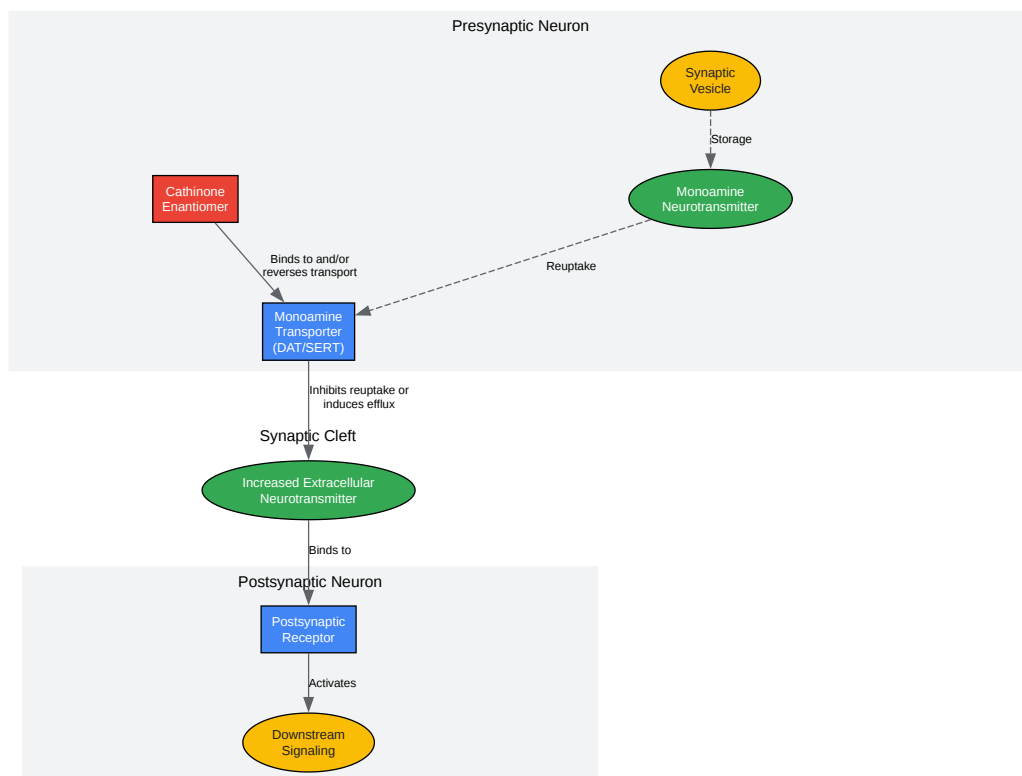 Presynaptic Neuron
Synaptic
Vesicle
Storage
Cathinone
Enantiomer
Monoamine
Neurotransmitter
Binds to and/or
reverses transport
Reuptake
Monoamine
Transporter
(DAT/SERT)
Inhibits reuptake or
induces efflux
Synaptic Cleft
Increased Extracellular
Neurotransmitter
Binds to
Postsynaptic Neuron
Postsynaptic
Receptor
Activates
Downstream
Signaling